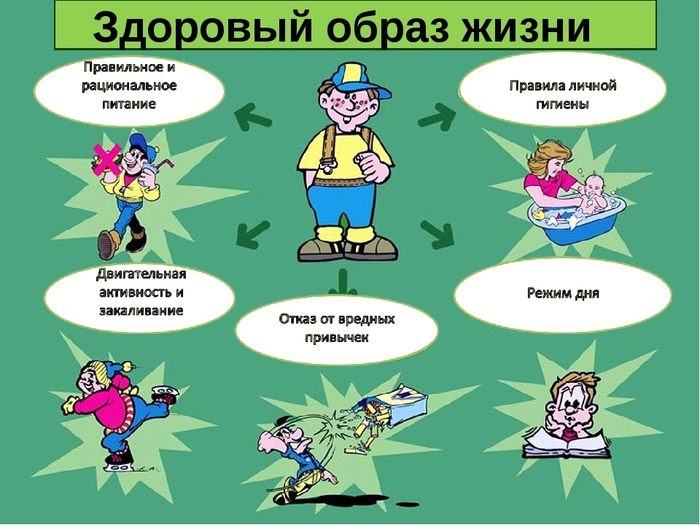 Здоровый образ жизни
Правильное и
рациональное
питание
Правила личной
гигиены
Двигательная
активность и
закаливание
Отказ от вредных
привычек
Режим дня